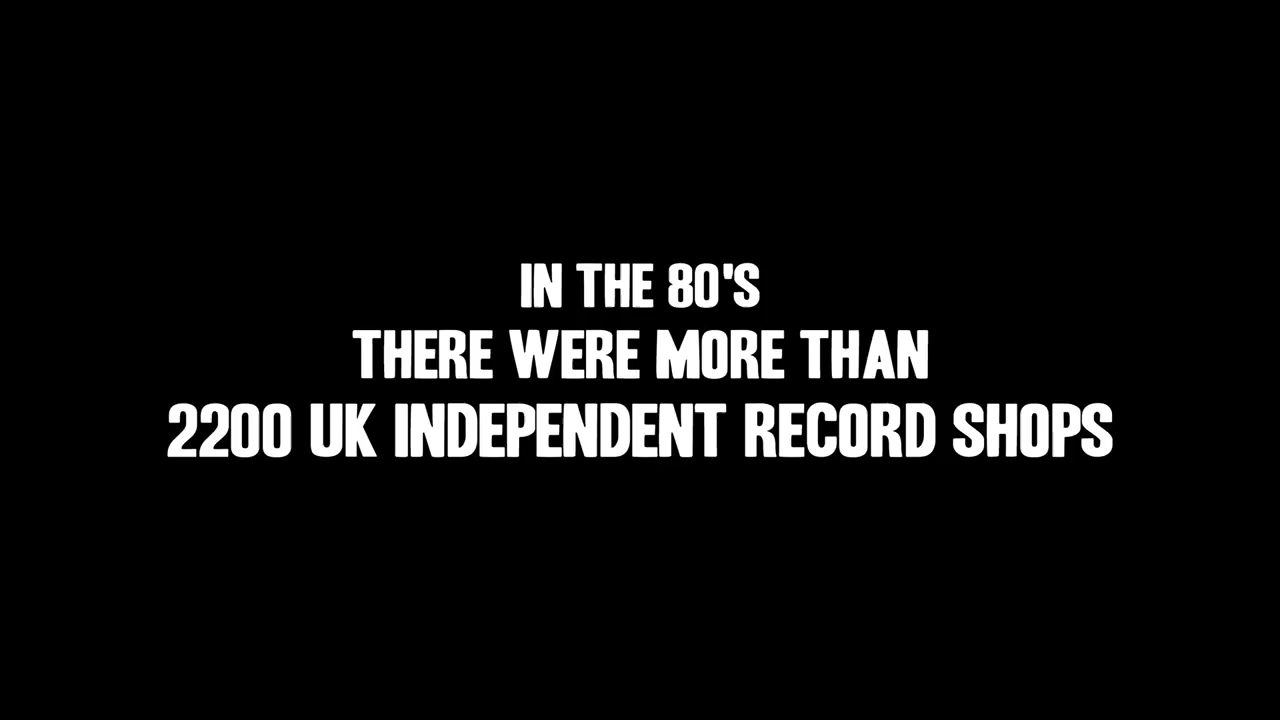 IN THE 80'S
THERE WERE MORE THAN
2200 UK INDEPENDENT RECORD SHOPS